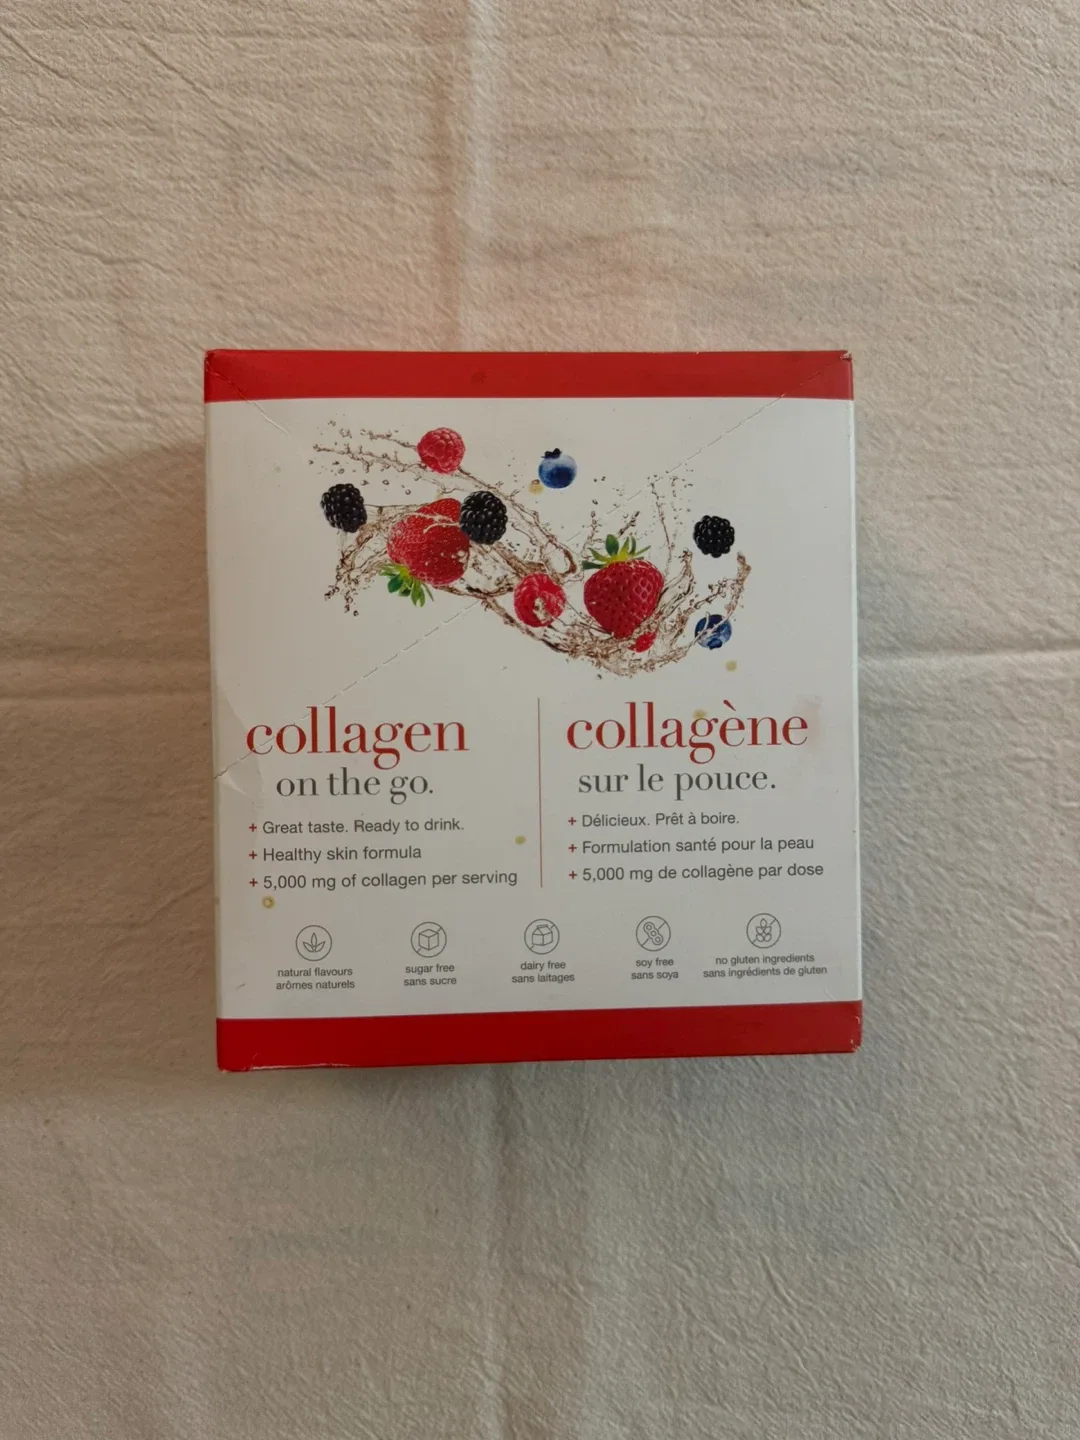 collagen
on the go.
+ Great taste. Ready to drink.
+ Healthy skin formula
+ 5,000 mg of collagen per serving
collagène
sur le pouce.
+ Délicieux. Prêt à boire.
+ Formulation santé pour la peau
+ 5,000 mg de collagène par dose
natural flavours
arômes naturels
sugar free
sans sucre
dairy free
sans laitages
soy free
sans soya
no gluten ingredients
sans ingrédients de gluten